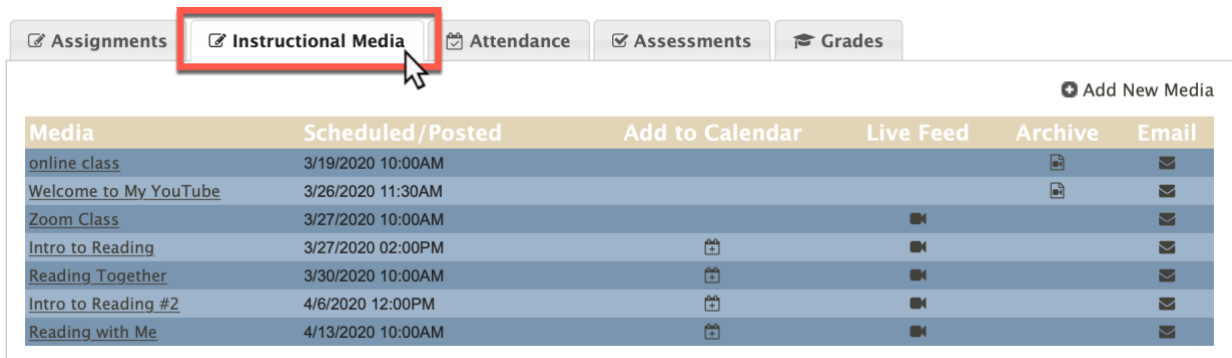 Assignments Instructional Media Attendance Assessments Grades
Add New Media
Media Scheduled/Posted Add to Calendar Live Feed Archive Email
online class 3/19/2020 10:00AM
Welcome to My YouTube 3/26/2020 11:30AM
Zoom Class 3/27/2020 10:00AM
Intro to Reading 3/27/2020 02:00PM
Reading Together 3/30/2020 10:00AM
Intro to Reading #2 4/6/2020 12:00PM
Reading with Me 4/13/2020 10:00AM